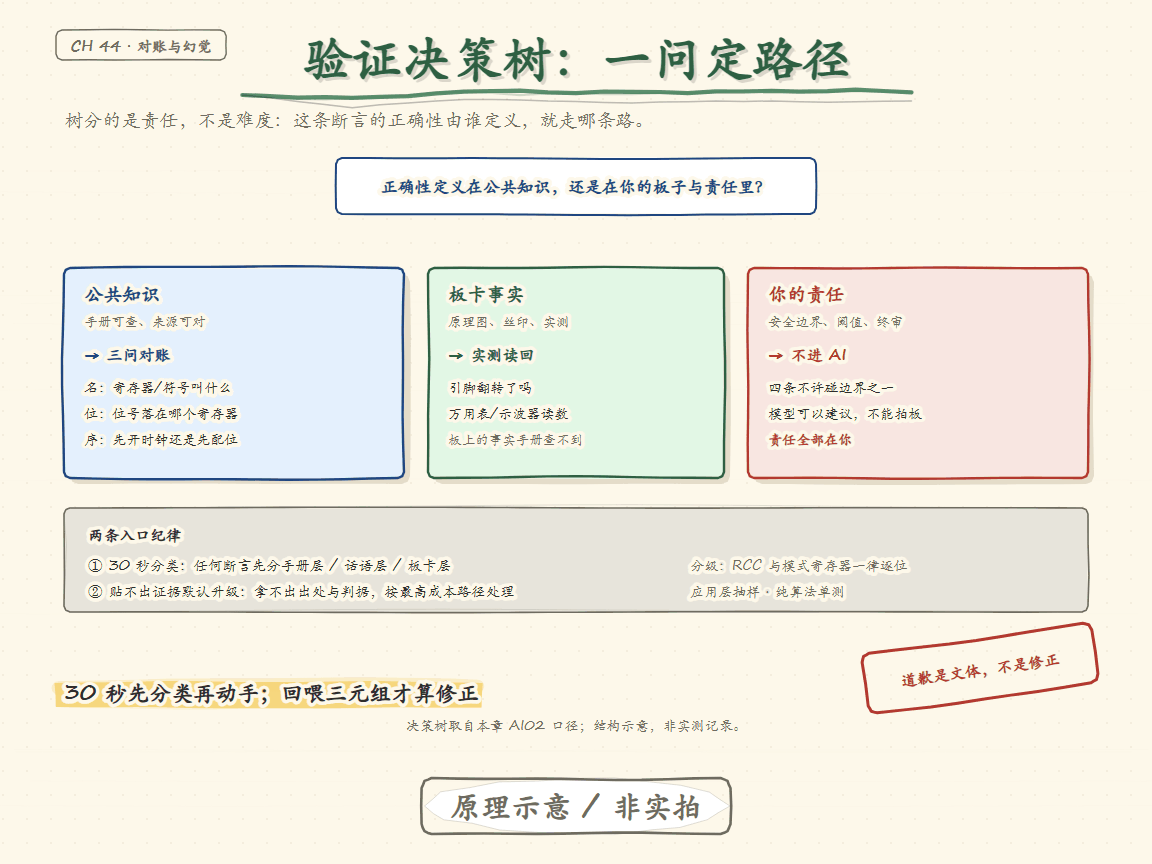 CH 44 · 对账与幻觉
验证决策树：一问定路径
树分的是责任，不是难度：这条断言的正确性由谁定义，就走哪条路。
正确性定义在公共知识，还是在你的板子与责任里？
公共知识
手册可查、来源可对
→ 三问对账
名：寄存器/符号叫什么
位：位号落在哪个寄存器
序：先开时钟还是先配位
板卡事实
原理图、丝印、实测
→ 实测读回
引脚翻转了吗
万用表/示波器读数
板上的事实手册查不到
你的责任
安全边界、阈值、终审
→ 不进 AI
四条不许碰边界之一
模型可以建议，不能拍板
责任全部在你
两条入口纪律
① 30 秒分类：任何断言先分手册层 / 话语层 / 板卡层
② 贴不出证据默认升级：拿不出出处与判据，按最高成本路径处理
分级：RCC 与模式寄存器一律逐位
应用层抽样·纯算法单测
道歉是文体，不是修正
30 秒先分类再动手；回喂三元组才算修正
决策树取自本章 AI02 口径；结构示意，非实测记录。
原理示意 / 非实拍